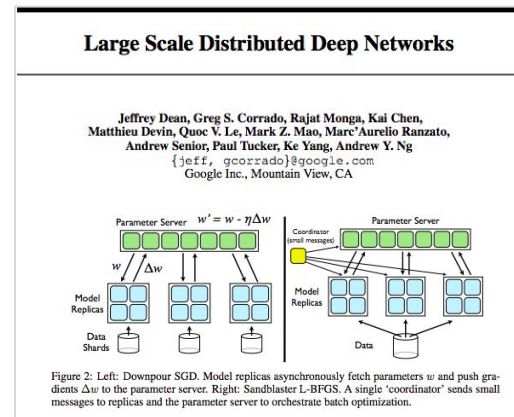 Large Scale Distributed Deep Networks
Jeffrey Dean, Greg S. Corrado, Rajat Monga, Kai Chen,
Matthieu Devin, Quoc V. Le, Mark Z. Mao, Marc'Aurelio Ranzato,
Andrew Senior, Paul Tucker, Ke Yang, Andrew Y. Ng
{jeff, gcorrado}@google.com
Google Inc., Mountain View, CA
Parameter Server w' = w - ηΔw
w Δw
Model
Replicas
Data
Shards
Parameter Server
Coordinator
(small messages)
Model
Replicas
Data
Figure 2: Left: Downpour SGD. Model replicas asynchronously fetch parameters w and push gra-
dients Δw to the parameter server. Right: Sandblaster L-BFGS. A single 'coordinator' sends small
messages to replicas and the parameter server to orchestrate batch optimization.